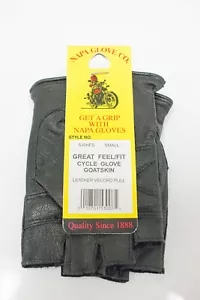 NAPA GLOVE CO.
GET A GRIP
WITH
NAPA GLOVES
STYLE NO.
SMALL
GREAT FEEL/FIT
CYCLE GLOVE
GOATSKIN
LEATHER VELCRO PULL
Quality Since 1888